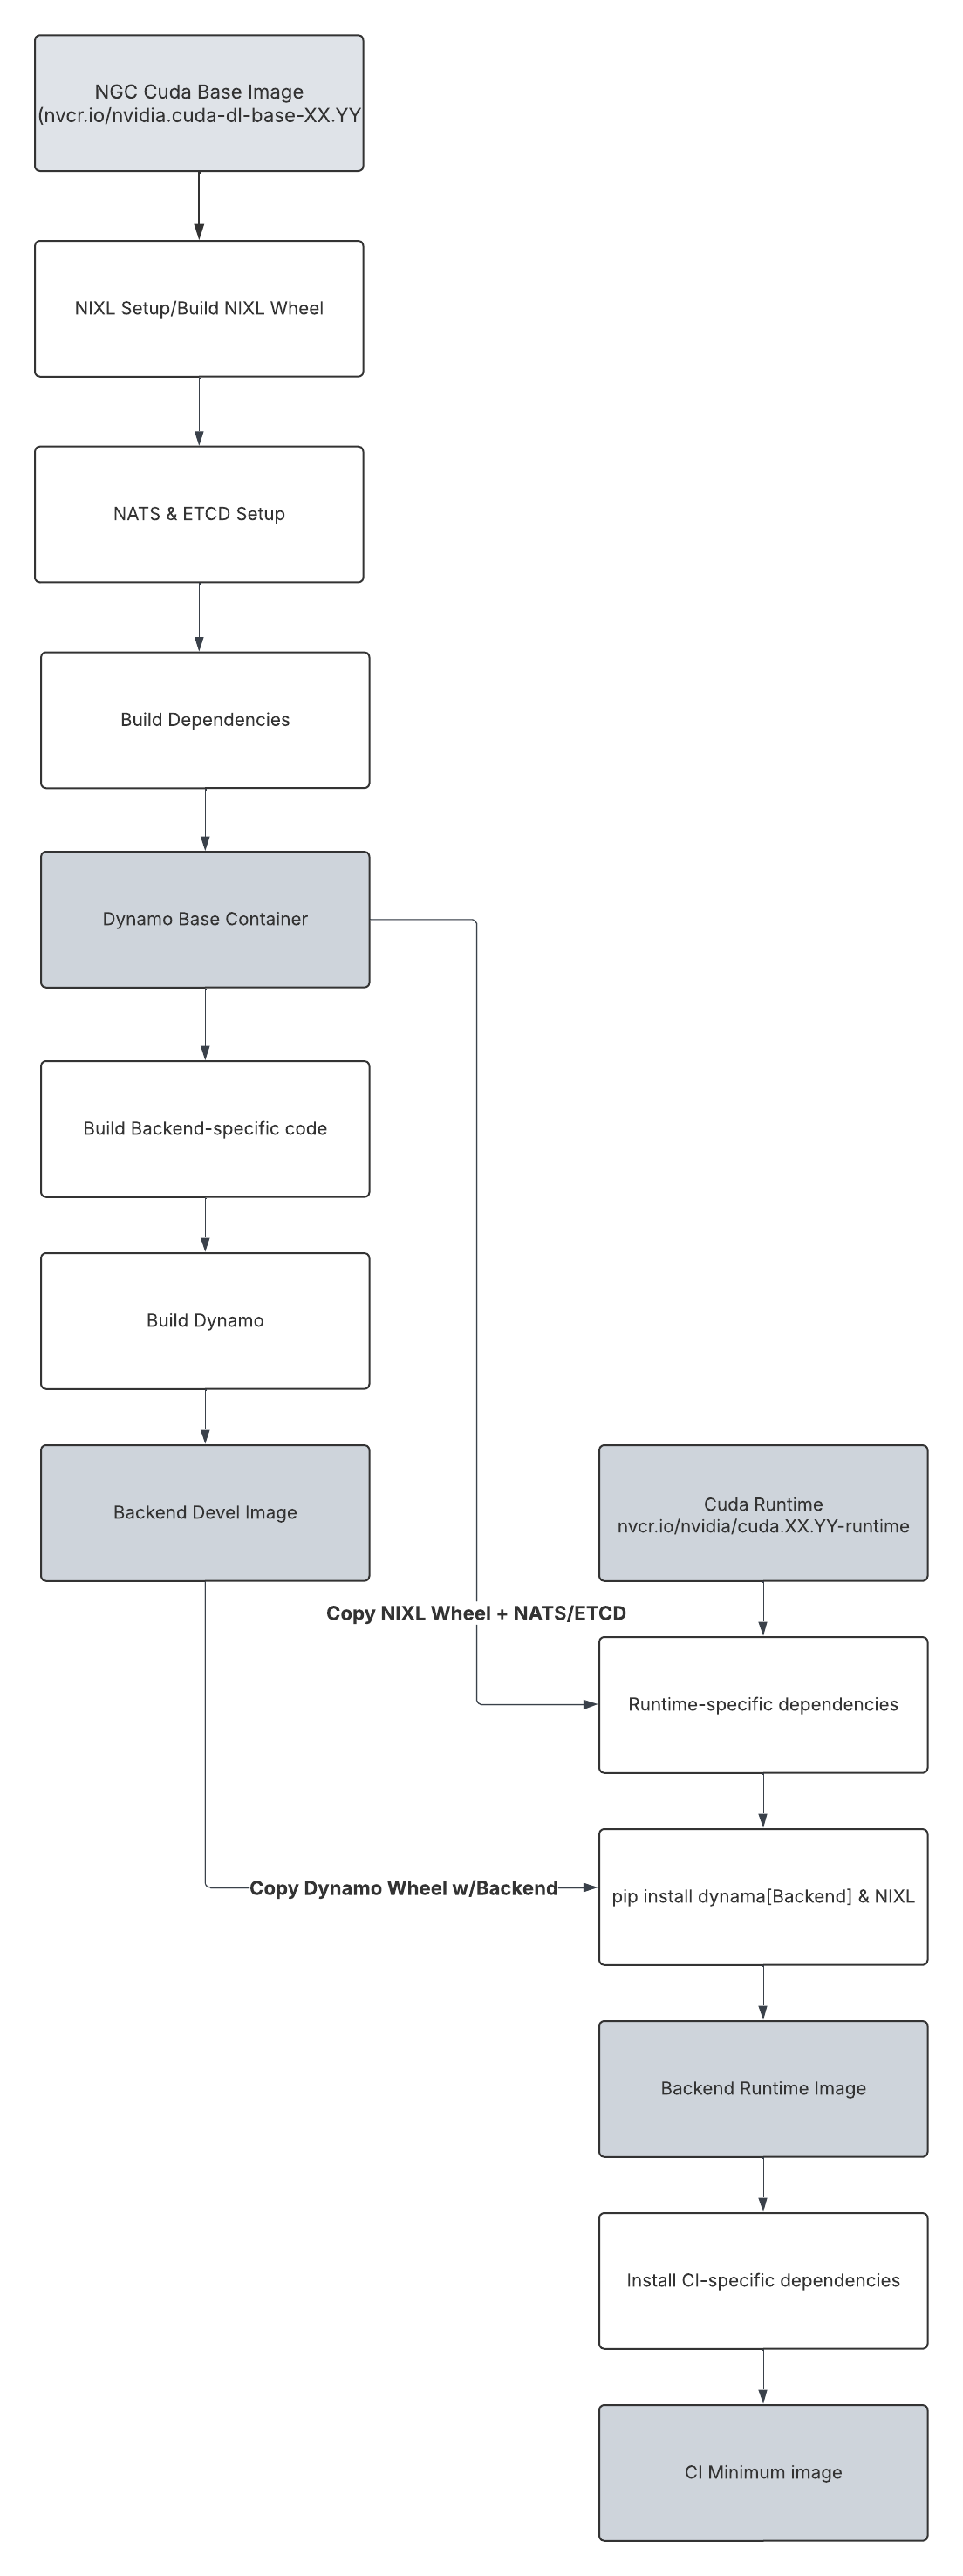 NGC Cuda Base Image
(nvcr.io/nvidia.cuda-dl-base-XX.YY
NIXL Setup/Build NIXL Wheel
NATS & ETCD Setup
Build Dependencies
Dynamo Base Container
Build Backend-specific code
Build Dynamo
Backend Devel Image
Cuda Runtime
nvcr.io/nvidia/cuda.XX.YY-runtime
Copy NIXL Wheel + NATS/ETCD
Runtime-specific dependencies
Copy Dynamo Wheel w/Backend
pip install dynama[Backend] & NIXL
Backend Runtime Image
Install CI-specific dependencies
CI Minimum image